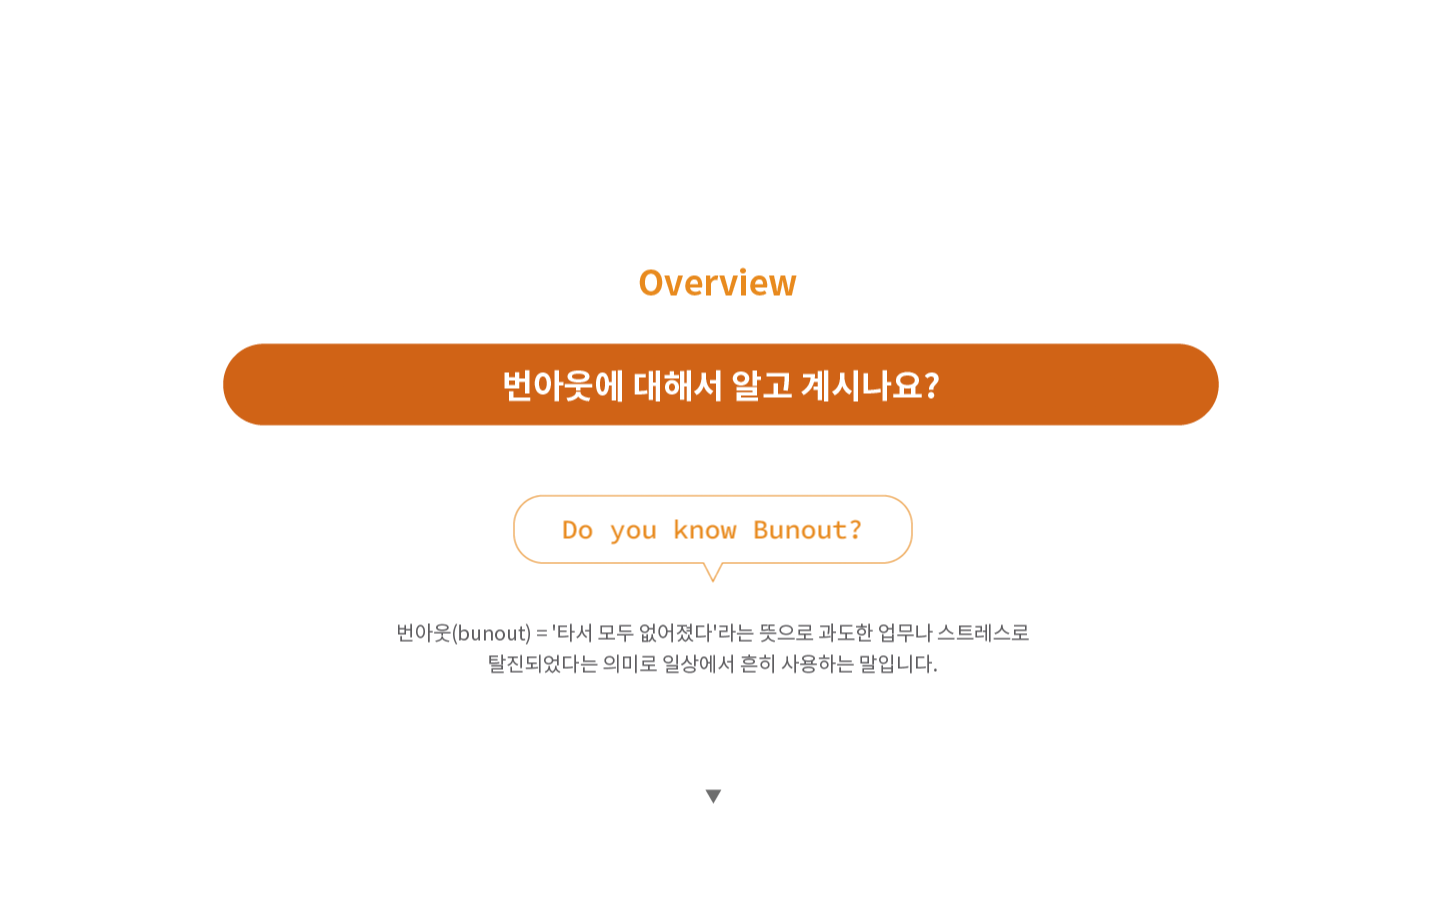 Overview
번아웃에 대해서 알고 계시나요?
Do you know Bunout?
번아웃(bunout) = '타서 모두 없어졌다'라는 뜻으로 과도한 업무나 스트레스로
탈진되었다는 의미로 일상에서 흔히 사용하는 말입니다.